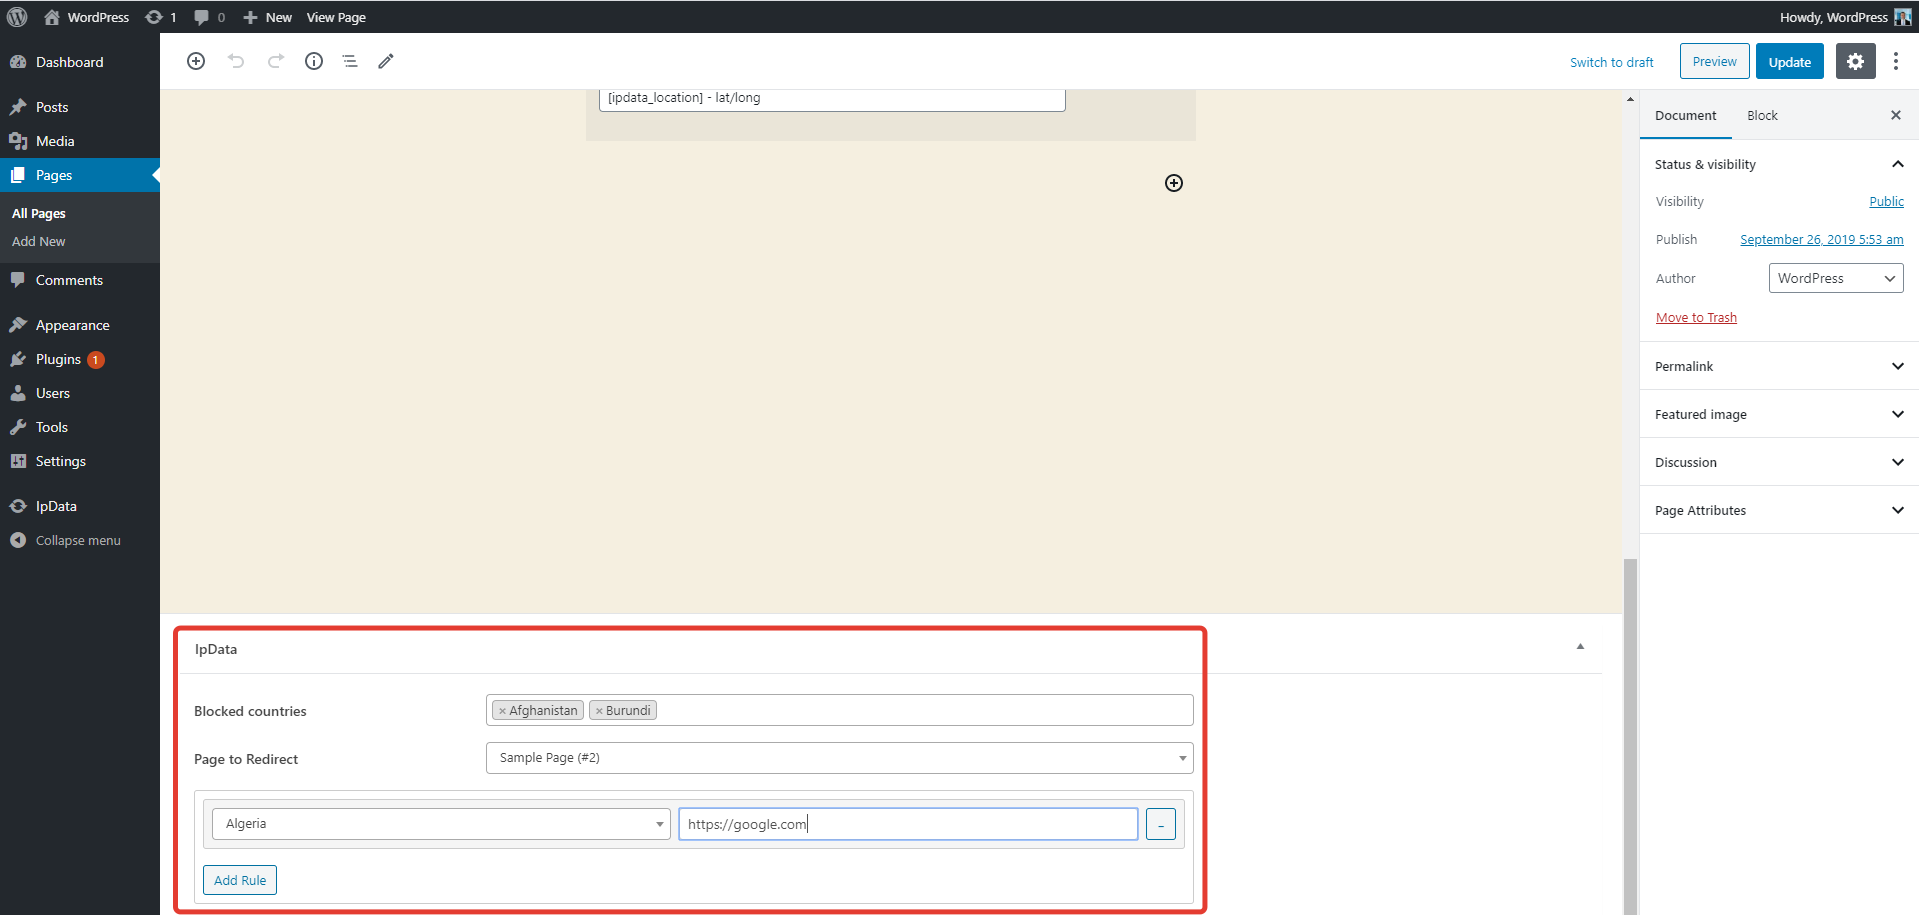 WordPress 1 0 New View Page Howdy, WordPress
Dashboard
Posts
Media
Pages
All Pages
Add New
Comments
Appearance
Plugins 1
Users
Tools
Settings
IpData
Collapse menu
Switch to draft Preview Update
[ipdata_location] - lat/long
Document Block
Status & visibility
Visibility Public
Publish September 26, 2019 5:53 am
Author WordPress
Move to Trash
Permalink
Featured image
Discussion
Page Attributes
IpData
Blocked countries × Afghanistan × Burundi
Page to Redirect Sample Page (#2)
Algeria https://google.com -
Add Rule